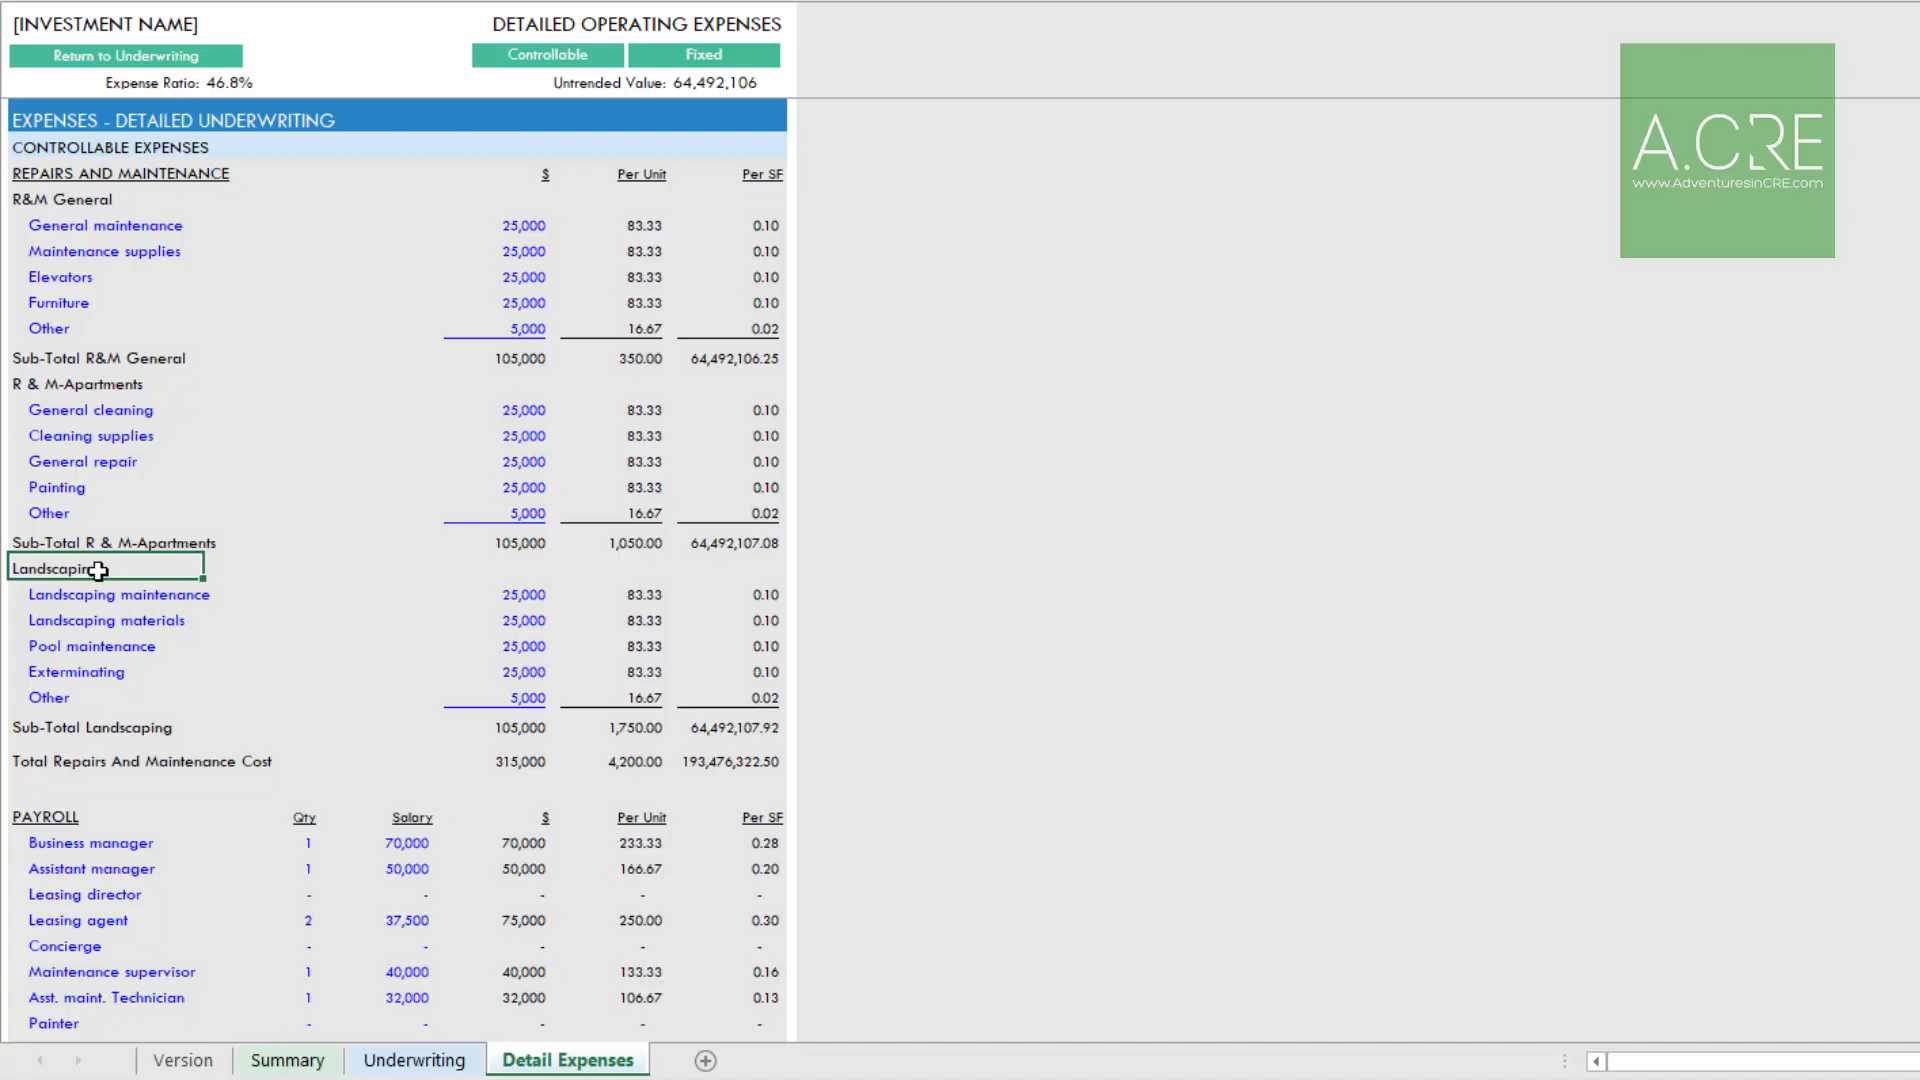 [INVESTMENT NAME] DETAILED OPERATING EXPENSES
Return to Underwriting Controllable Fixed
Expense Ratio: 46.8% Untrended Value: 64,492,106
A.CRE
www.AdventuresinCRE.com
EXPENSES - DETAILED UNDERWRITING
CONTROLLABLE EXPENSES
REPAIRS AND MAINTENANCE $ Per Unit Per SF
R&M General
General maintenance 25,000 83.33 0.10
Maintenance supplies 25,000 83.33 0.10
Elevators 25,000 83.33 0.10
Furniture 25,000 83.33 0.10
Other 5,000 16.67 0.02
Sub-Total R&M General 105,000 350.00 64,492,106.25
R & M-Apartments
General cleaning 25,000 83.33 0.10
Cleaning supplies 25,000 83.33 0.10
General repair 25,000 83.33 0.10
Painting 25,000 83.33 0.10
Other 5,000 16.67 0.02
Sub-Total R & M-Apartments 105,000 1,050.00 64,492,107.08
Landscaping
Landscaping maintenance 25,000 83.33 0.10
Landscaping materials 25,000 83.33 0.10
Pool maintenance 25,000 83.33 0.10
Exterminating 25,000 83.33 0.10
Other 5,000 16.67 0.02
Sub-Total Landscaping 105,000 1,750.00 64,492,107.92
Total Repairs And Maintenance Cost 315,000 4,200.00 193,476,322.50
PAYROLL Qty Salary $ Per Unit Per SF
Business manager 1 70,000 70,000 233.33 0.28
Assistant manager 1 50,000 50,000 166.67 0.20
Leasing director - - - - -
Leasing agent 2 37,500 75,000 250.00 0.30
Concierge - - - - -
Maintenance supervisor 1 40,000 40,000 133.33 0.16
Asst. maint. Technician 1 32,000 32,000 106.67 0.13
Painter - - - - -
Version Summary Underwriting Detail Expenses